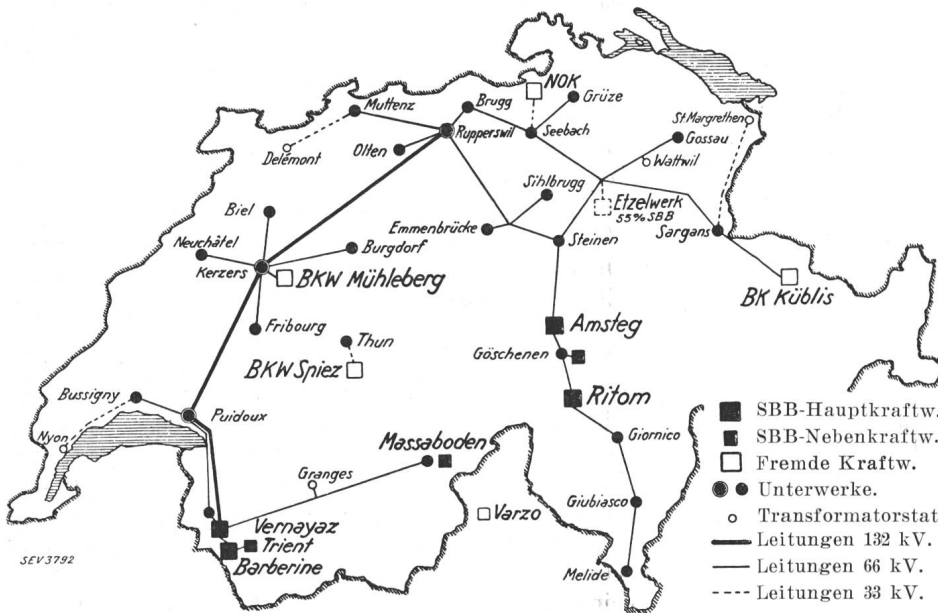 NOK
Muttenz
Brugg
Grüze
Rupperswil
Seebach
St Margrethen
Gossau
Delémont
Olten
Wattwil
Sihlbrugg
Etzelwerk
55% SBB
Biel
Emmenbrücke
Steinen
Sargans
Neuchâtel
Burgdorf
Kerzers
BKW Mühleberg
BK Küblis
Fribourg
Thun
Amsteg
Göschenen
BKW Spiez
Bussigny
Puidoux
Ritom
Nyon
Massaboden
Giornico
Granges
Vernayaz
Trient
Barberine
Varzo
Giubiasco
Melide
SEV 3792
SBB-Hauptkraftw.
SBB-Nebenkraftw.
Fremde Kraftw.
Unterwerke.
Transformatorstat
Leitungen 132 kV.
Leitungen 66 kV.
Leitungen 33 kV.